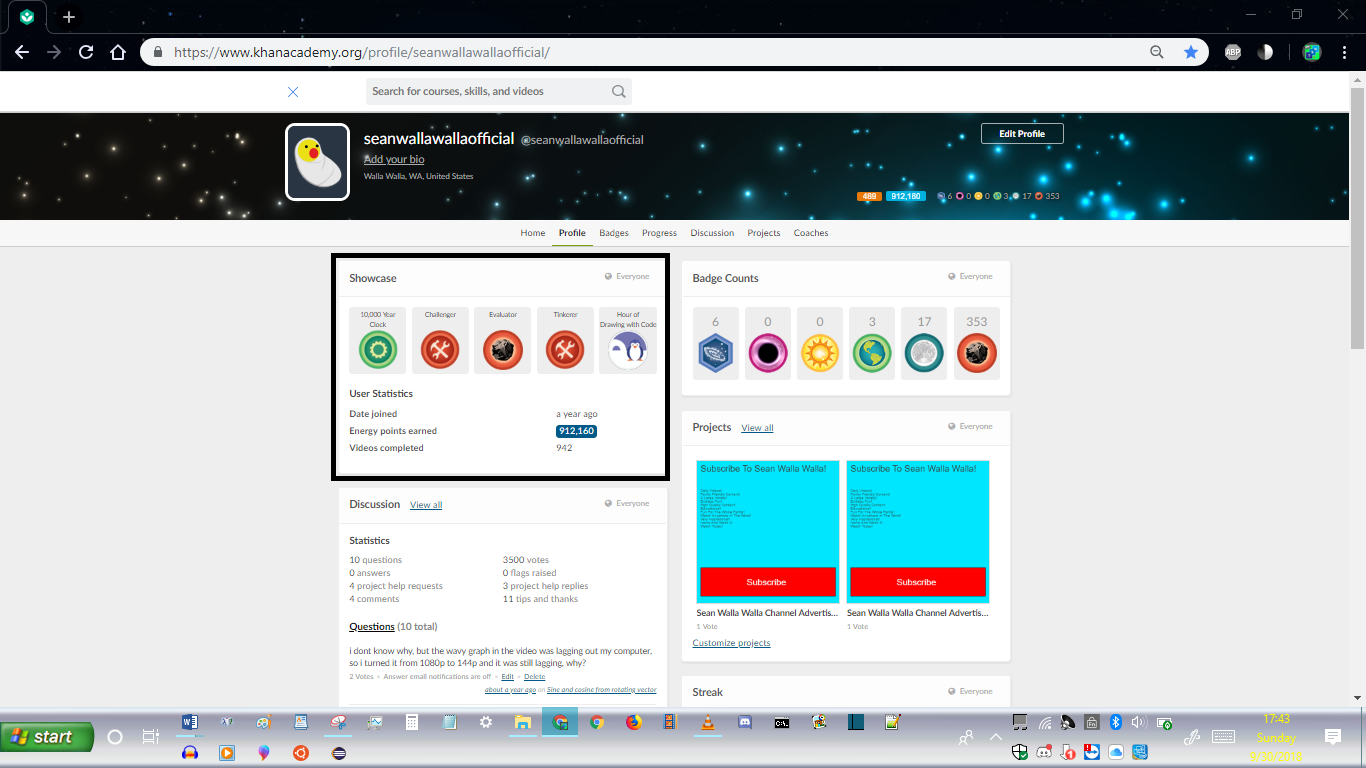 https://www.khanacademy.org/profile/seanwallawallaofficial/
ABP
Search for courses, skills, and videos
seanwallawallaofficial @seanwallawallaofficial
Add your bio
Walla Walla, WA, United States
Edit Profile
912,160 6 0 0 3 17 353
Home Profile Badges Progress Discussion Projects Coaches
Showcase Everyone
10,000 Year Clock
Challenger
Evaluator
Tinkerer
Hour of Drawing with Code
User Statistics
Date joined a year ago
Energy points earned 912,160
Videos completed 942
Badge Counts Everyone
6 0 0 3 17 353
Discussion View all Everyone
Statistics
10 questions 3500 votes
0 answers 0 flags raised
4 project help requests 3 project help replies
4 comments 11 tips and thanks
Questions (10 total)
i dont know why, but the wavy graph in the video was lagging out my computer,
so i turned it from 1080p to 144p and it was still lagging, why?
2 Votes • Answer email notifications are off • Edit • Delete
about a year ago on Sine and cosine from rotating vector
Projects View all Everyone
Subscribe To Sean Walla Walla!
Subscribe
Sean Walla Walla Channel Advertis...
1 Vote
Subscribe To Sean Walla Walla!
Subscribe
Sean Walla Walla Channel Advertis...
1 Vote
Customize projects
Streak Everyone
start
17:43
Sunday
9/30/2018